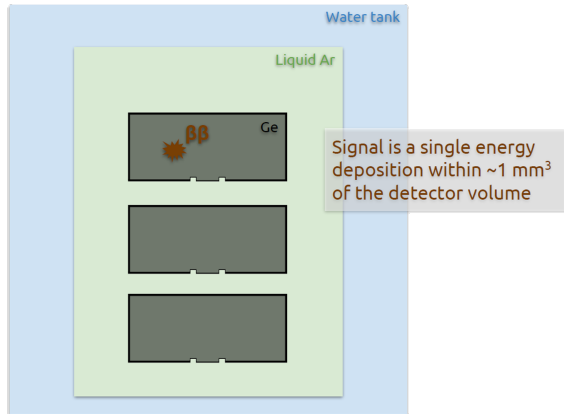 Water tank
Liquid Ar
ββ
Ge
Signal is a single energy
deposition within ~1 mm³
of the detector volume